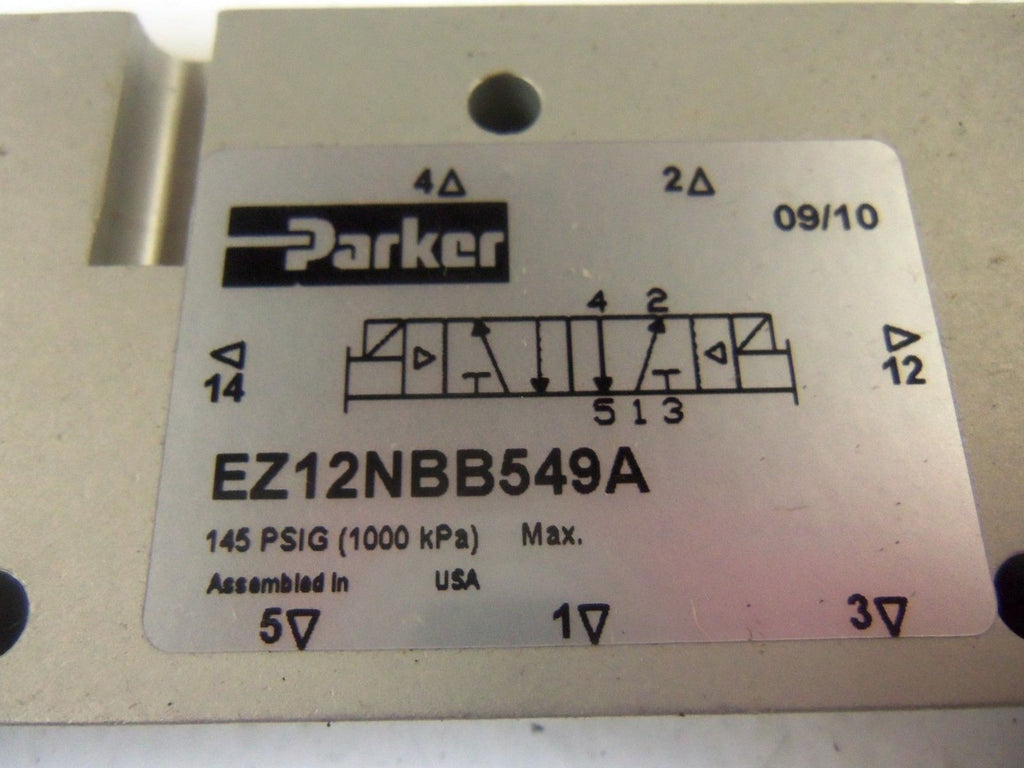 4△ 2△
Parker
09/10
4 2
◁ ▷
14 12
5 1 3
EZ12NBB549A
145 PSIG (1000 kPa) Max.
Assembled In USA
5▽ 1▽ 3▽